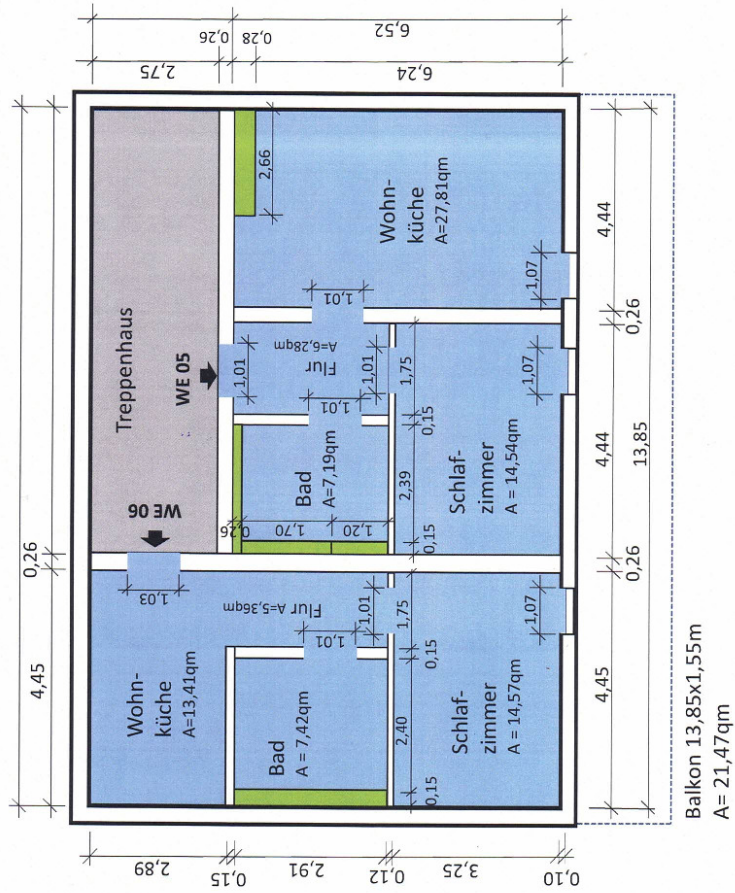 6,52
0,26
0,28
2,75
6,24
Treppenhaus
WE 05
WE 06
2,66
Wohn-
küche
A=27,81qm
4,44
1,07
1,01
Flur
A=6,28qm
1,01
1,01
1,01
1,75
0,26
1,07
0,15
Bad
A=7,19qm
2,39
0,26
1,70
1,20
0,15
Schlaf-
zimmer
A = 14,54qm
4,44
13,85
0,26
0,26
4,45
1,03
Wohn-
küche
A=13,41qm
Flur A=5,36qm
1,01
1,01
1,75
0,15
1,07
Bad
A = 7,42qm
2,40
0,15
Schlaf-
zimmer
A = 14,57qm
4,45
2,89
0,15
2,91
0,12
3,25
0,10
Balkon 13,85x1,55m
A= 21,47qm